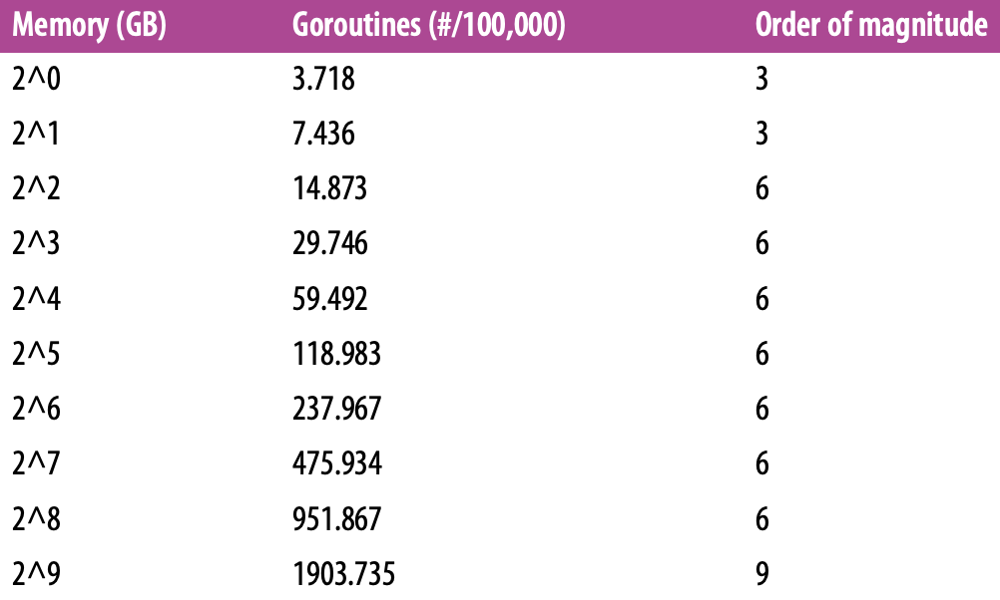 Memory (GB) Goroutines (#/100,000) Order of magnitude
2^0 3.718 3
2^1 7.436 3
2^2 14.873 6
2^3 29.746 6
2^4 59.492 6
2^5 118.983 6
2^6 237.967 6
2^7 475.934 6
2^8 951.867 6
2^9 1903.735 9